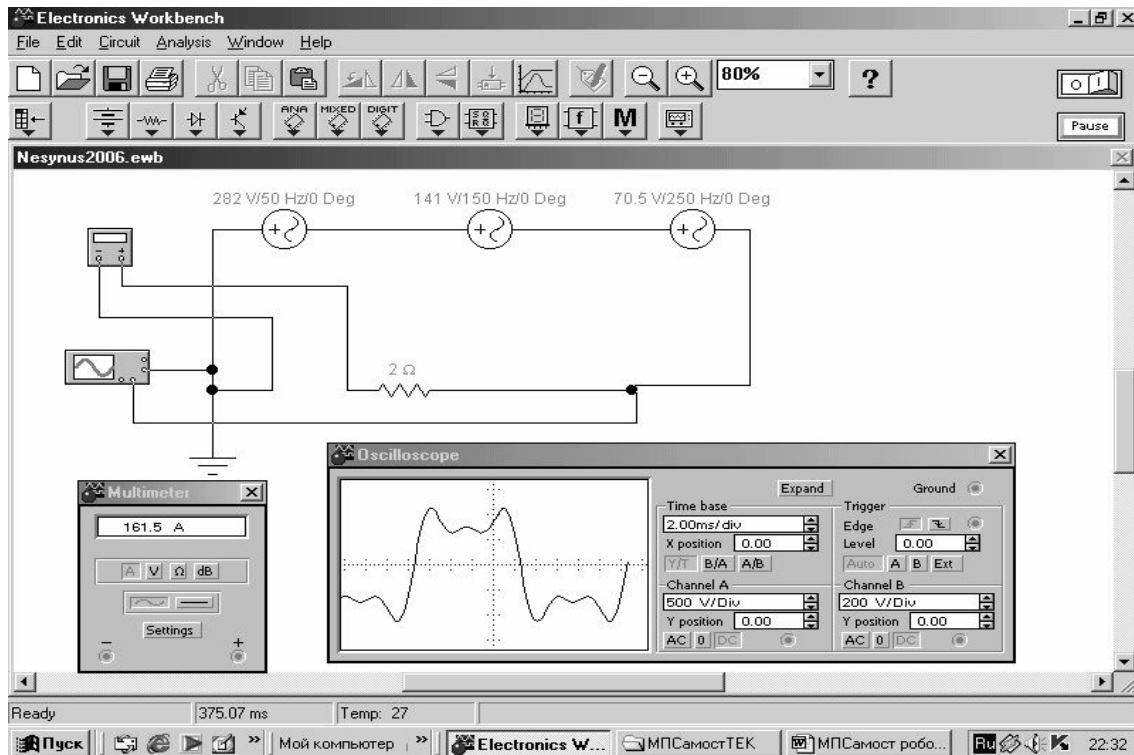 Electronics Workbench
File Edit Circuit Analysis Window Help
80% ?
ANA MIXED DIGIT f M
Pause
Nesynus2006.ewb
282 V/50 Hz/0 Deg 141 V/150 Hz/0 Deg 70.5 V/250 Hz/0 Deg
2 Ω
Multimeter
161.5 A
A V Ω dB
Settings
Oscilloscope
Expand Ground
Time base Trigger
2.00ms/div Edge
X position 0.00 Level 0.00
Y/T B/A A/B Auto A B Ext
Channel A Channel B
500 V/Div 200 V/Div
Y position 0.00 Y position 0.00
AC 0 DC AC 0 DC
Ready 375.07 ms Temp: 27
Пуск Мой компьютер Electronics W... МПСамостТЕК МПСамост робо... Ru 22:32